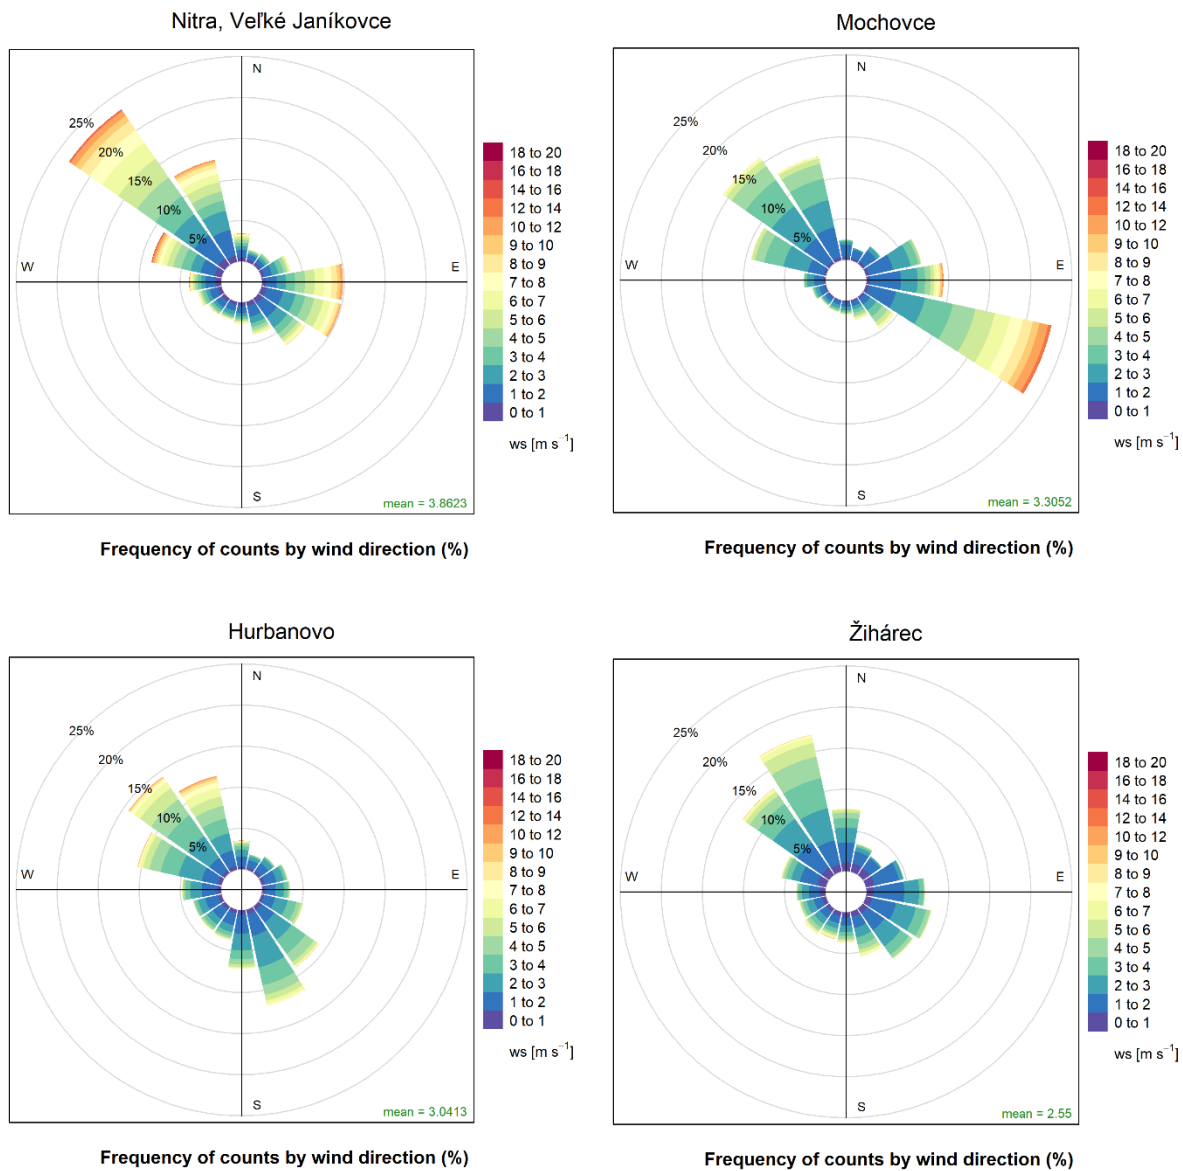 Nitra, Veľké Janíkovce
N
25%
20%
15%
10%
5%
W
E
S
mean = 3.8623
18 to 20
16 to 18
14 to 16
12 to 14
10 to 12
9 to 10
8 to 9
7 to 8
6 to 7
5 to 6
4 to 5
3 to 4
2 to 3
1 to 2
0 to 1
ws [m s⁻¹]
Frequency of counts by wind direction (%)
Mochovce
N
25%
20%
15%
10%
5%
W
E
S
mean = 3.3052
18 to 20
16 to 18
14 to 16
12 to 14
10 to 12
9 to 10
8 to 9
7 to 8
6 to 7
5 to 6
4 to 5
3 to 4
2 to 3
1 to 2
0 to 1
ws [m s⁻¹]
Frequency of counts by wind direction (%)
Hurbanovo
N
25%
20%
15%
10%
5%
W
E
S
mean = 3.0413
18 to 20
16 to 18
14 to 16
12 to 14
10 to 12
9 to 10
8 to 9
7 to 8
6 to 7
5 to 6
4 to 5
3 to 4
2 to 3
1 to 2
0 to 1
ws [m s⁻¹]
Frequency of counts by wind direction (%)
Žihárec
N
25%
20%
15%
10%
5%
W
E
S
mean = 2.55
18 to 20
16 to 18
14 to 16
12 to 14
10 to 12
9 to 10
8 to 9
7 to 8
6 to 7
5 to 6
4 to 5
3 to 4
2 to 3
1 to 2
0 to 1
ws [m s⁻¹]
Frequency of counts by wind direction (%)